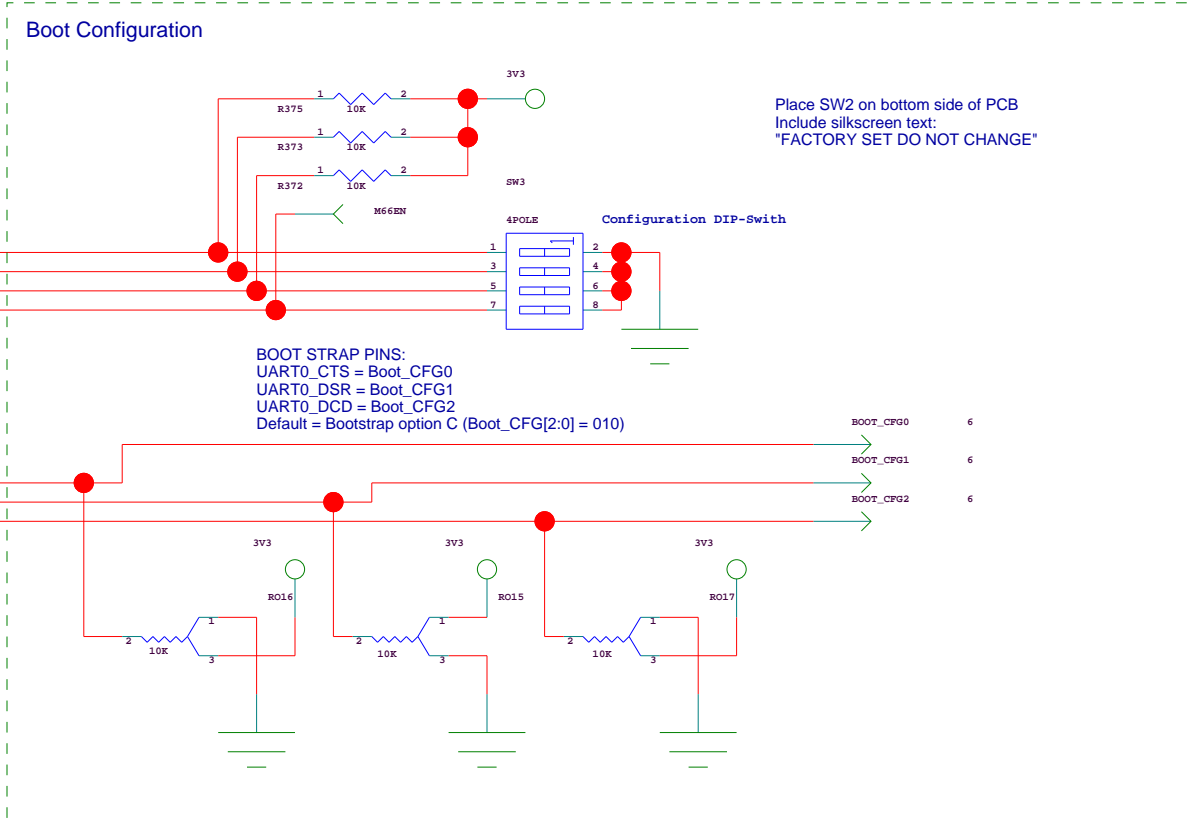 Boot Configuration
3V3
1 2
R375 10K
1 2
R373 10K
1 2
R372 10K
Place SW2 on bottom side of PCB
Include silkscreen text:
"FACTORY SET DO NOT CHANGE"
SW3
M66EN
4POLE
Configuration DIP-Swith
1 2
3 4
5 6
7 8
BOOT STRAP PINS:
UART0_CTS = Boot_CFG0
UART0_DSR = Boot_CFG1
UART0_DCD = Boot_CFG2
Default = Bootstrap option C (Boot_CFG[2:0] = 010)
BOOT_CFG0 6
BOOT_CFG1 6
BOOT_CFG2 6
3V3 3V3 3V3
RO16 RO15 RO17
1 1 1
2 2 2
10K 10K 10K
3 3 3